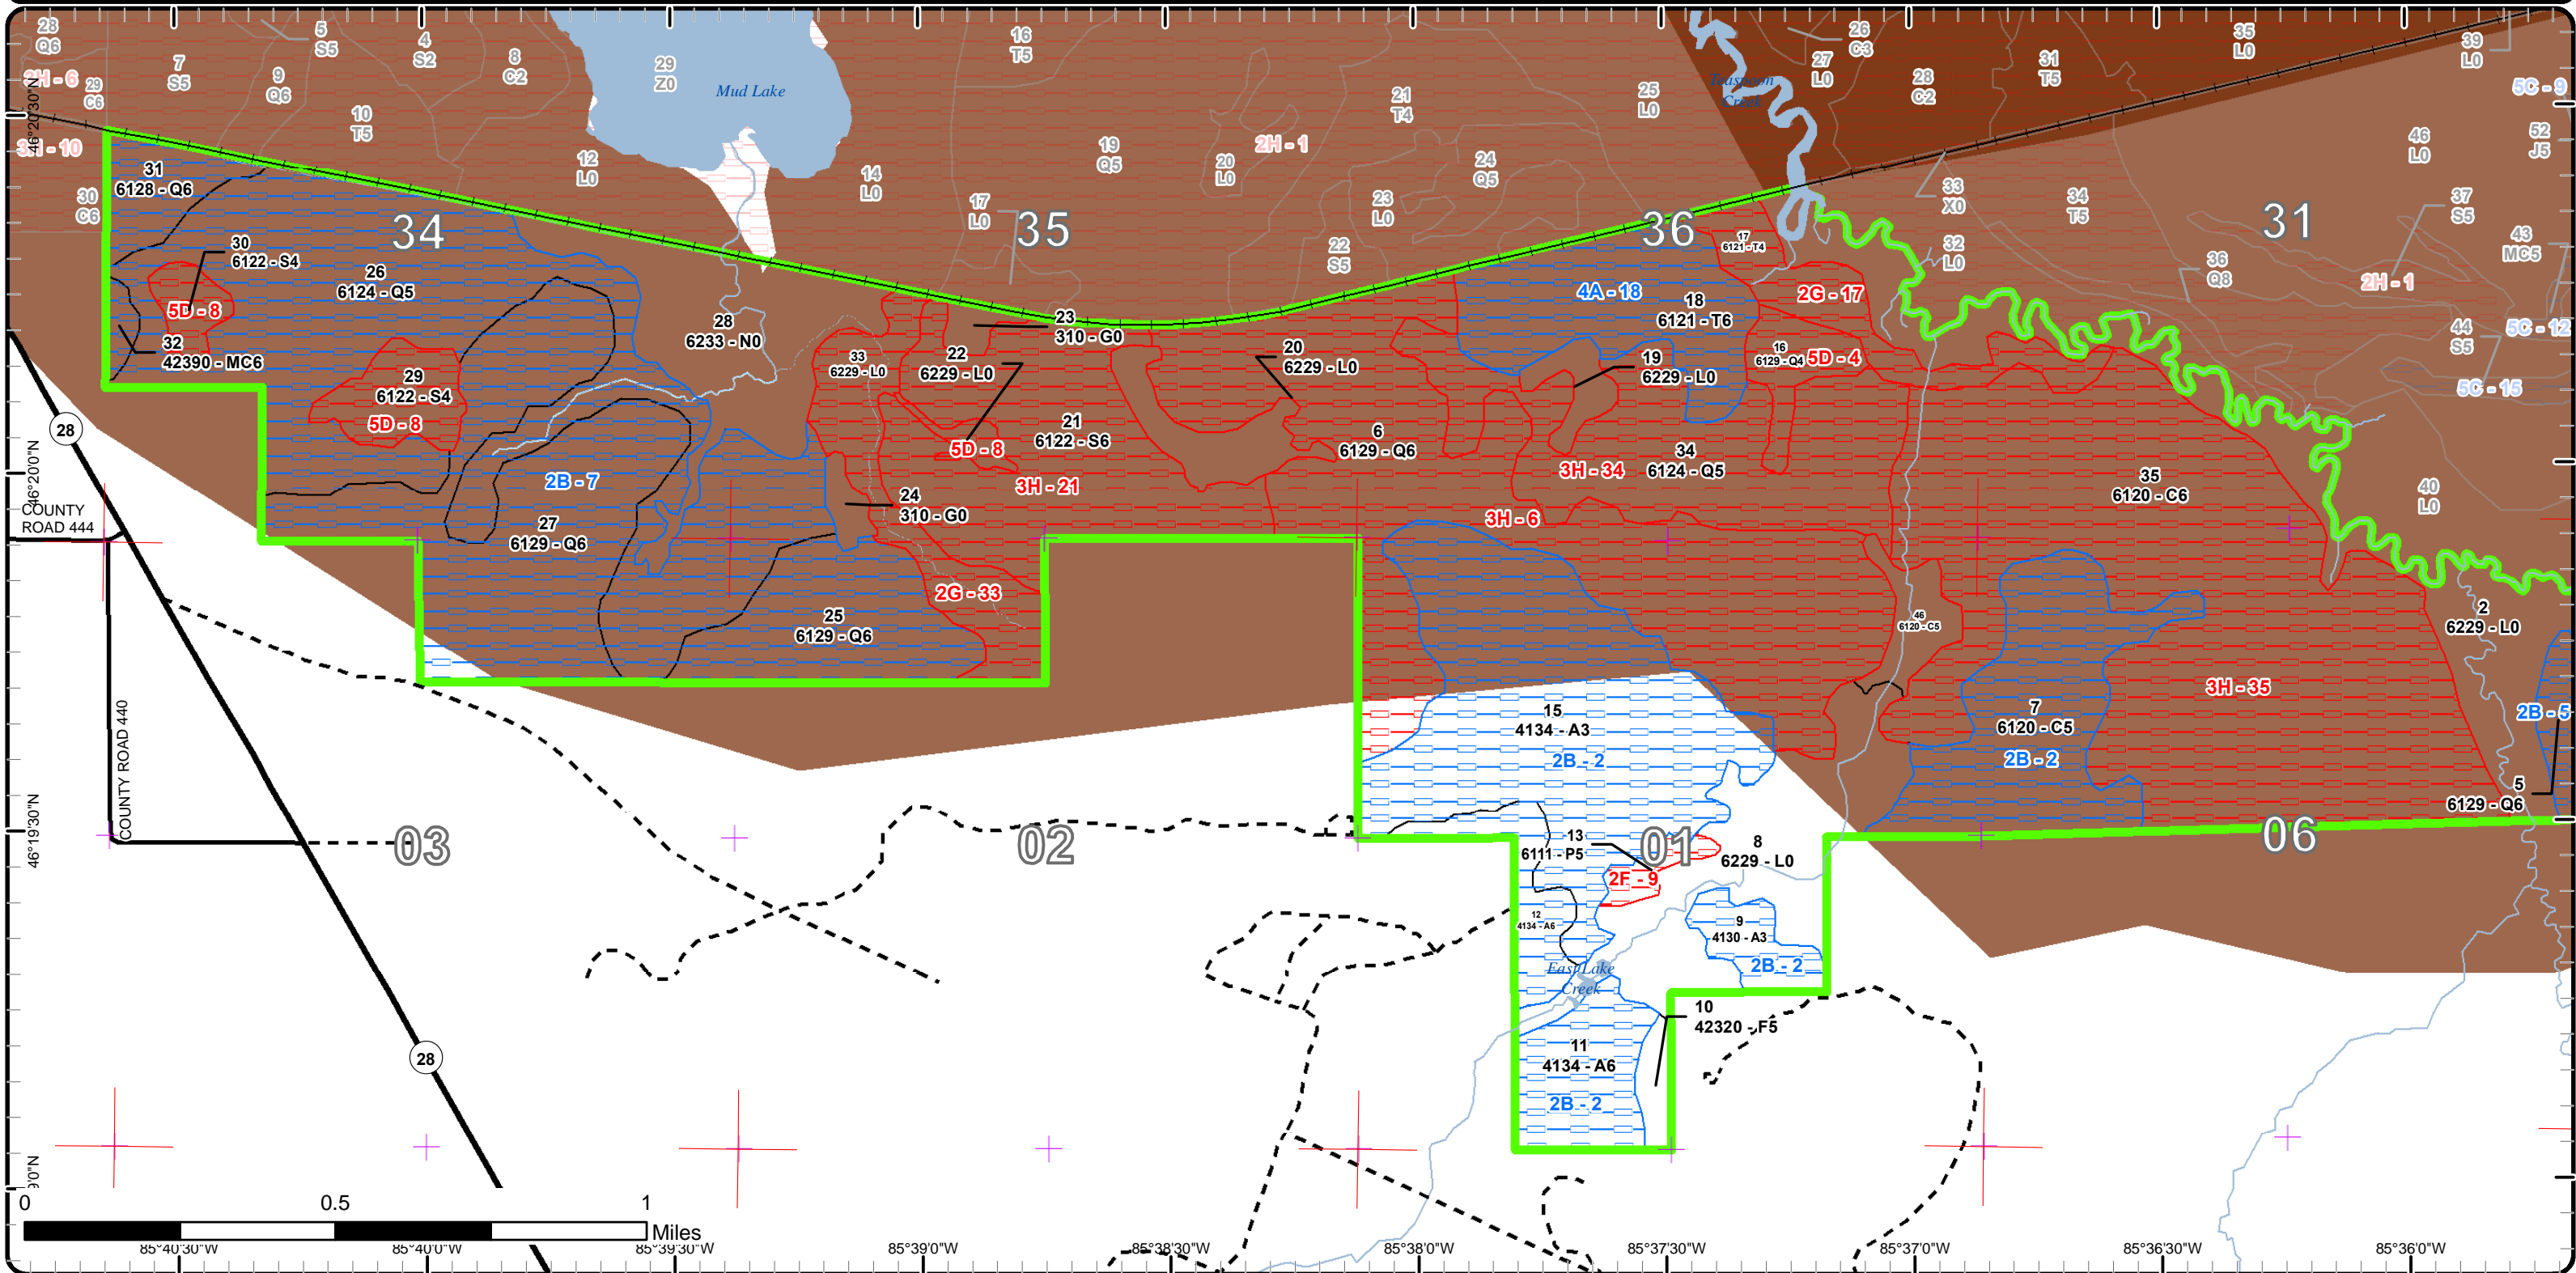 28
Q6
5
S5
4
S2
8
C2
7
S5
9
Q6
2H - 6
29
C6
10
T5
3H - 10
30
C6
12
L0
29
Z0
Mud Lake
14
L0
16
T5
17
L0
19
Q5
20
L0
2H - 1
21
T4
22
S5
23
L0
24
Q5
25
L0
Teaspoon
Creek
26
C3
27
L0
28
C2
31
T5
35
L0
39
L0
5C - 9
46
L0
52
J5
33
X0
34
T5
32
L0
36
Q8
37
S5
43
MC5
2H - 1
44
S5
5C - 12
5C - 15
40
L0
34
35
36
31
03
02
01
06
31
6128 - Q6
30
6122 - S4
26
6124 - Q5
5D - 8
32
42390 - MC6
29
6122 - S4
5D - 8
28
6233 - N0
2B - 7
27
6129 - Q6
25
6129 - Q6
33
6229 - L0
22
6229 - L0
23
310 - G0
21
6122 - S6
5D - 8
3H - 21
24
310 - G0
2G - 33
20
6229 - L0
6
6129 - Q6
3H - 6
4A - 18
18
6121 - T6
17
6121 - T4
2G - 17
16
6129 - Q4
5D - 4
19
6229 - L0
3H - 34
34
6124 - Q5
35
6120 - C6
46
6120 - C5
2
6229 - L0
3H - 35
7
6120 - C5
2B - 2
2B - 5
5
6129 - Q6
15
4134 - A3
2B - 2
13
6111 - P5
8
6229 - L0
2F - 9
12
4134 - A6
9
4130 - A3
2B - 2
East Lake
Creek
10
42320 - F5
11
4134 - A6
2B - 2
28
28
COUNTY
ROAD 444
COUNTY ROAD 440
46°20'30"N
46°20'0"N
46°19'30"N
9'0"N
0
0.5
1
Miles
85°40'30"W
85°40'0"W
85°39'30"W
85°39'0"W
85°38'30"W
85°38'0"W
85°37'30"W
85°37'0"W
85°36'30"W
85°36'0"W